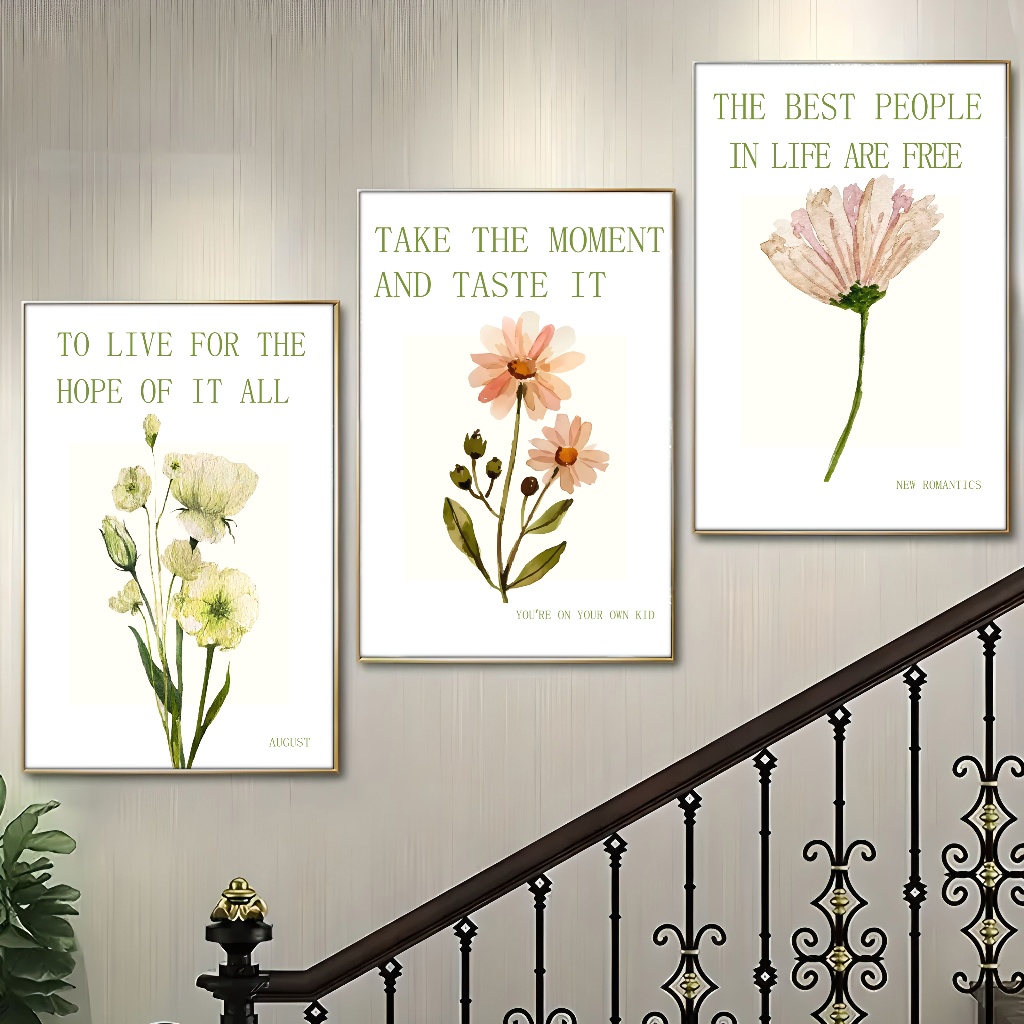 TO LIVE FOR THE
HOPE OF IT ALL
AUGUST
TAKE THE MOMENT
AND TASTE IT
YOU'RE ON YOUR OWN KID
THE BEST PEOPLE
IN LIFE ARE FREE
NEW ROMANTICS